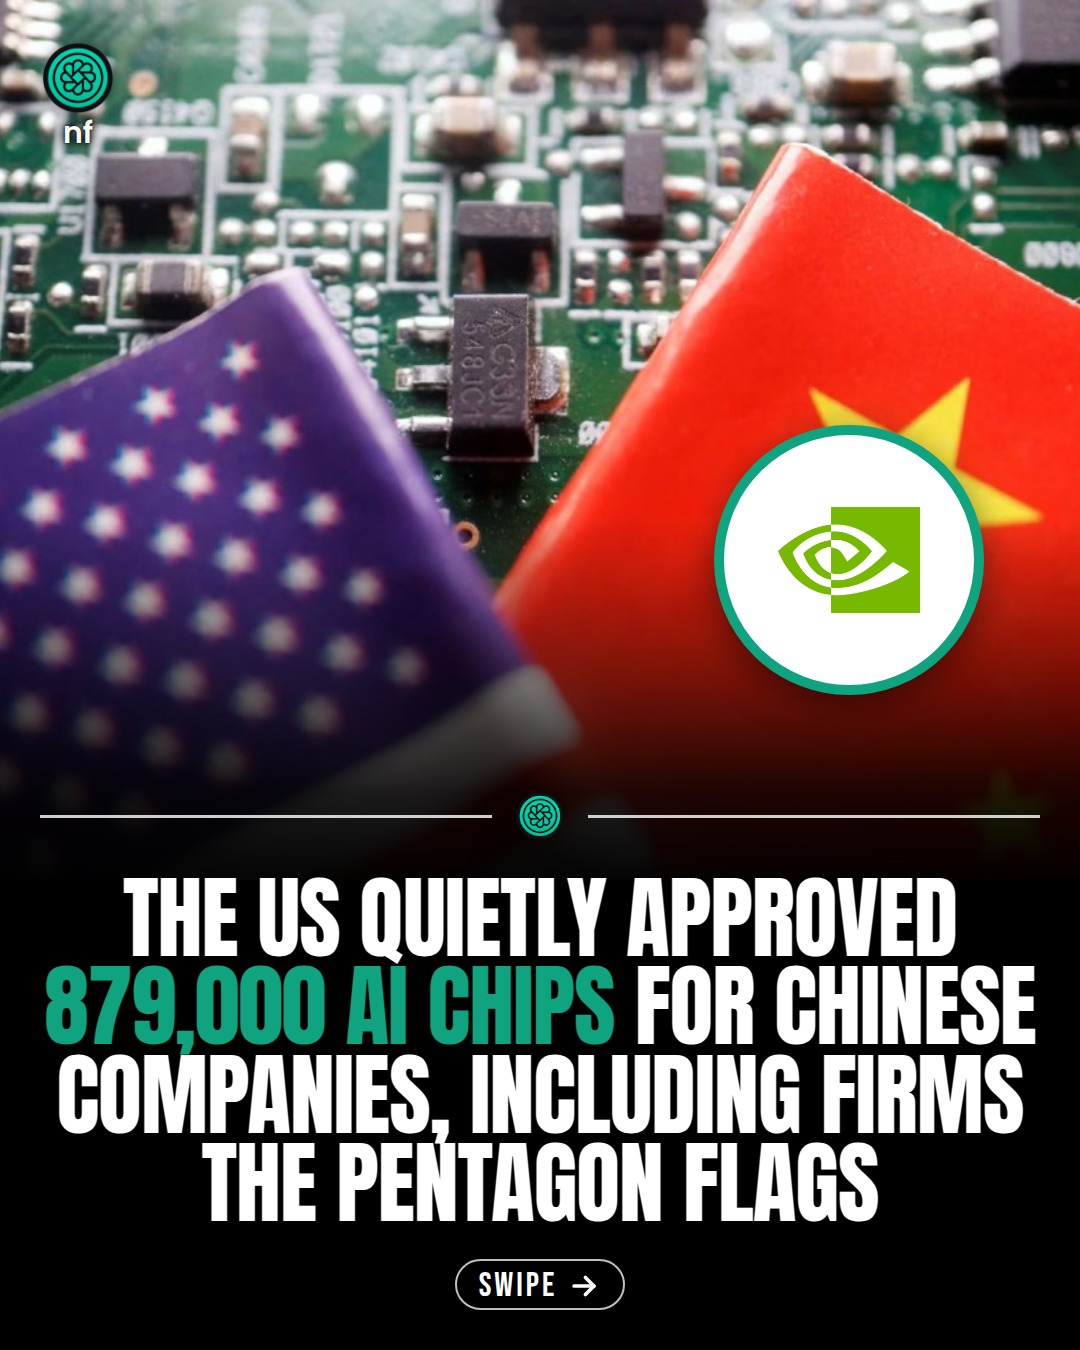 nf
THE US QUIETLY APPROVED
879,000 AI CHIPS FOR CHINESE
COMPANIES, INCLUDING FIRMS
THE PENTAGON FLAGS
SWIPE →